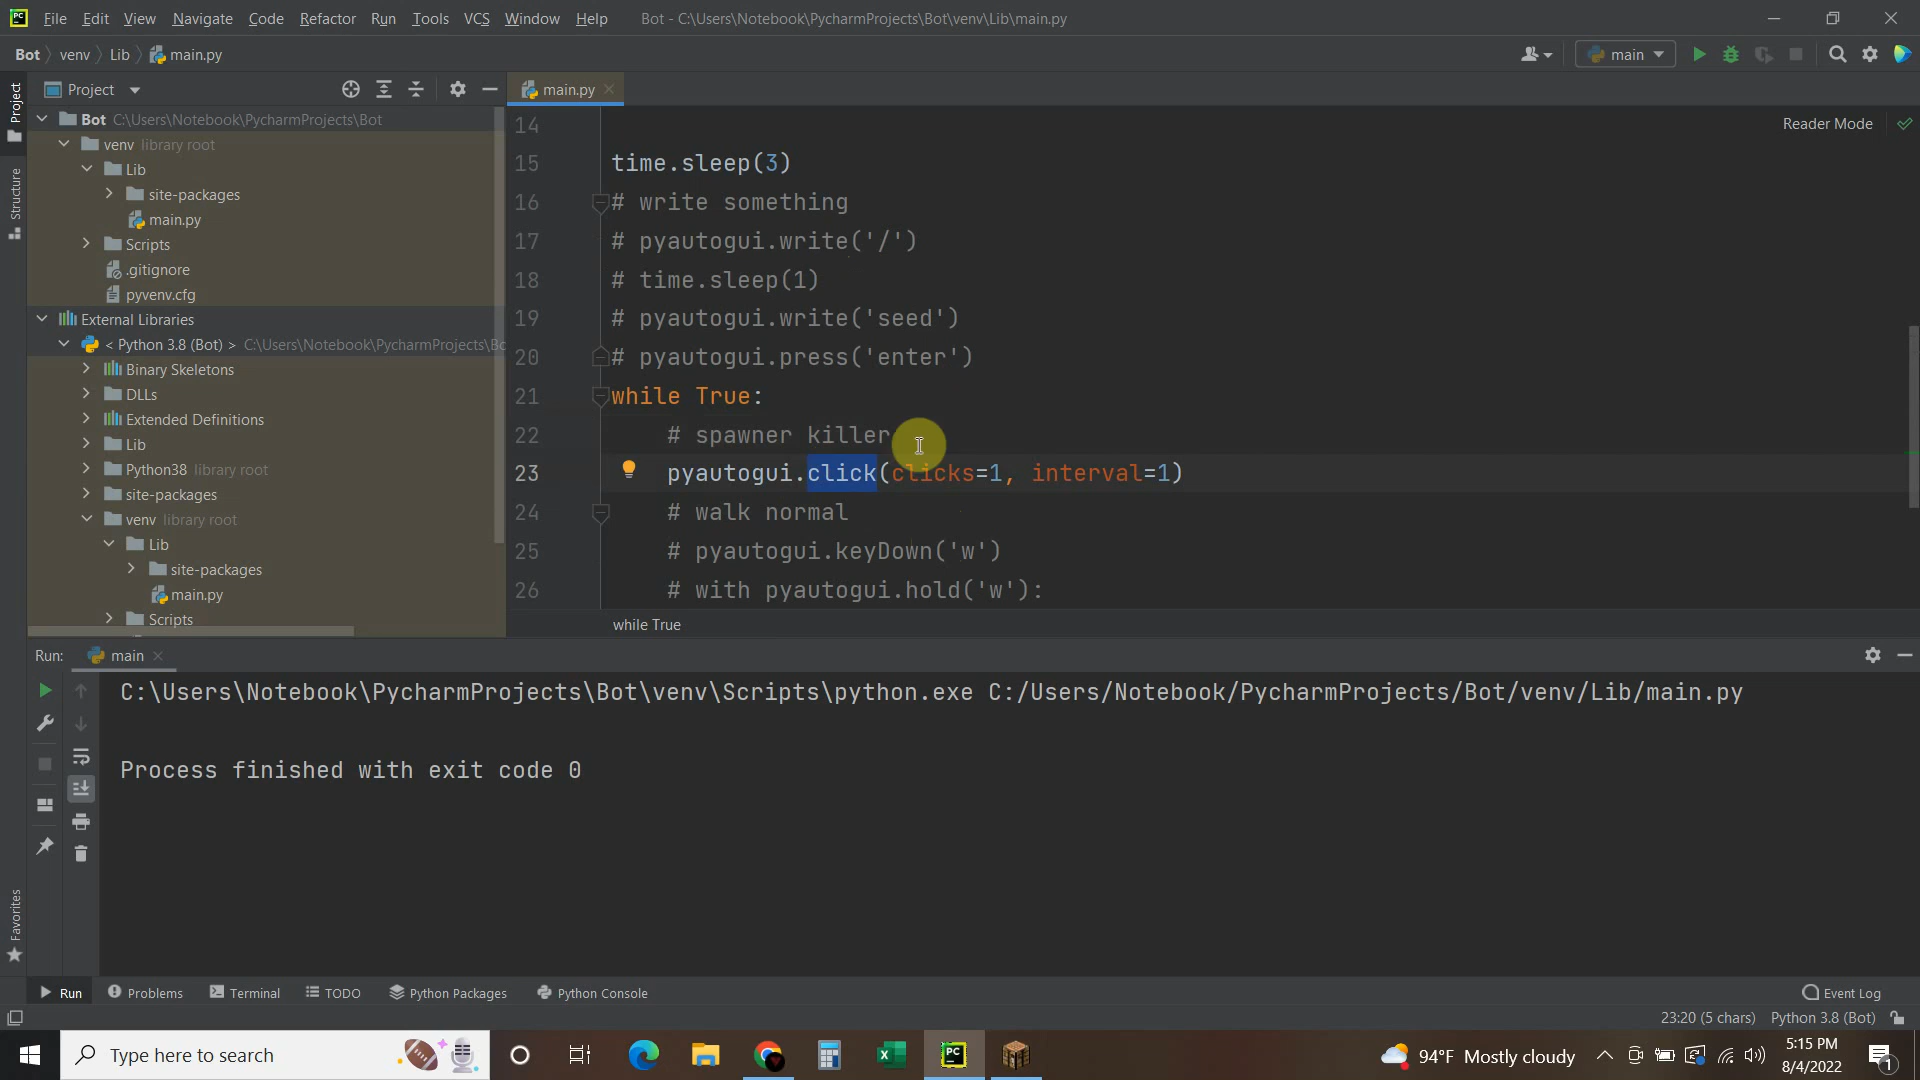 File Edit View Navigate Code Refactor Run Tools VCS Window Help Bot - C:\Users\Notebook\PycharmProjects\Bot\venv\Lib\main.py
Bot venv Lib main.py main
Project main.py
Project
Structure
Favorites
Bot C:\Users\Notebook\PycharmProjects\Bot
venv library root
Lib
site-packages
main.py
Scripts
.gitignore
pyvenv.cfg
External Libraries
< Python 3.8 (Bot) > C:\Users\Notebook\PycharmProjects\Bo
Binary Skeletons
DLLs
Extended Definitions
Lib
Python38 library root
site-packages
venv library root
Lib
site-packages
main.py
Scripts
Reader Mode
14
15 time.sleep(3)
16 # write something
17 # pyautogui.write('/')
18 # time.sleep(1)
19 # pyautogui.write('seed')
20 # pyautogui.press('enter')
21 while True:
22 # spawner killer
23 pyautogui.click(clicks=1, interval=1)
24 # walk normal
25 # pyautogui.keyDown('w')
26 # with pyautogui.hold('w'):
while True
Run: main
C:\Users\Notebook\PycharmProjects\Bot\venv\Scripts\python.exe C:/Users/Notebook/PycharmProjects/Bot/venv/Lib/main.py
Process finished with exit code 0
Run Problems Terminal TODO Python Packages Python Console Event Log
23:20 (5 chars) Python 3.8 (Bot)
Type here to search
PC
94°F Mostly cloudy
5:15 PM
8/4/2022
1